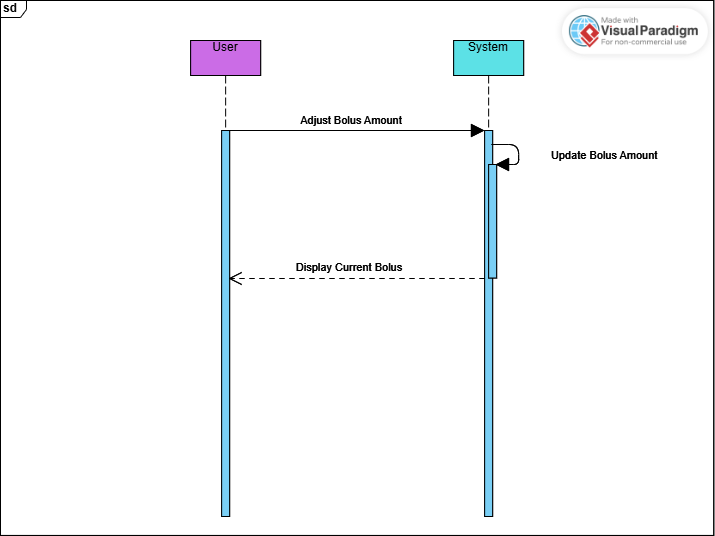 sd
Made with
Visual Paradigm
For non-commercial use
User
System
Adjust Bolus Amount
Update Bolus Amount
Display Current Bolus